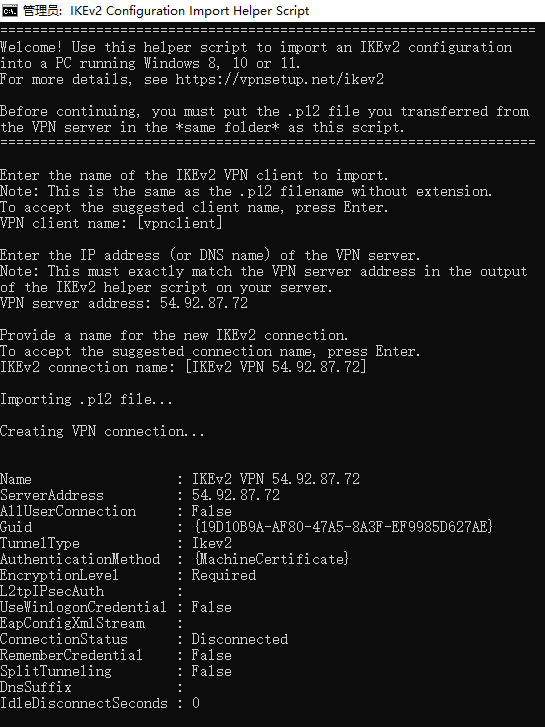 管理员: IKEv2 Configuration Import Helper Script
===================================================================
Welcome! Use this helper script to import an IKEv2 configuration
into a PC running Windows 8, 10 or 11.
For more details, see https://vpnsetup.net/ikev2
Before continuing, you must put the .p12 file you transferred from
the VPN server in the *same folder* as this script.
===================================================================
Enter the name of the IKEv2 VPN client to import.
Note: This is the same as the .p12 filename without extension.
To accept the suggested client name, press Enter.
VPN client name: [vpnclient]
Enter the IP address (or DNS name) of the VPN server.
Note: This must exactly match the VPN server address in the output
of the IKEv2 helper script on your server.
VPN server address: 54.92.87.72
Provide a name for the new IKEv2 connection.
To accept the suggested connection name, press Enter.
IKEv2 connection name: [IKEv2 VPN 54.92.87.72]
Importing .p12 file...
Creating VPN connection...
Name                  : IKEv2 VPN 54.92.87.72
ServerAddress         : 54.92.87.72
AllUserConnection     : False
Guid                  : {19D10B9A-AF80-47A5-8A3F-EF9985D627AE}
TunnelType            : Ikev2
AuthenticationMethod  : {MachineCertificate}
EncryptionLevel       : Required
L2tpIPsecAuth         :
UseWinlogonCredential : False
EapConfigXmlStream    :
ConnectionStatus      : Disconnected
RememberCredential    : False
SplitTunneling        : False
DnsSuffix             :
IdleDisconnectSeconds : 0